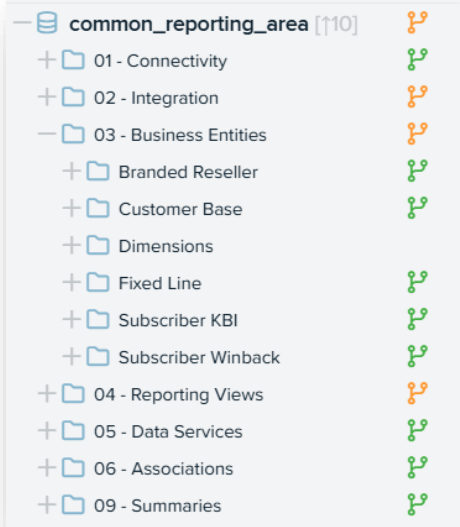 common_reporting_area [↑10]
01 - Connectivity
02 - Integration
03 - Business Entities
Branded Reseller
Customer Base
Dimensions
Fixed Line
Subscriber KBI
Subscriber Winback
04 - Reporting Views
05 - Data Services
06 - Associations
09 - Summaries